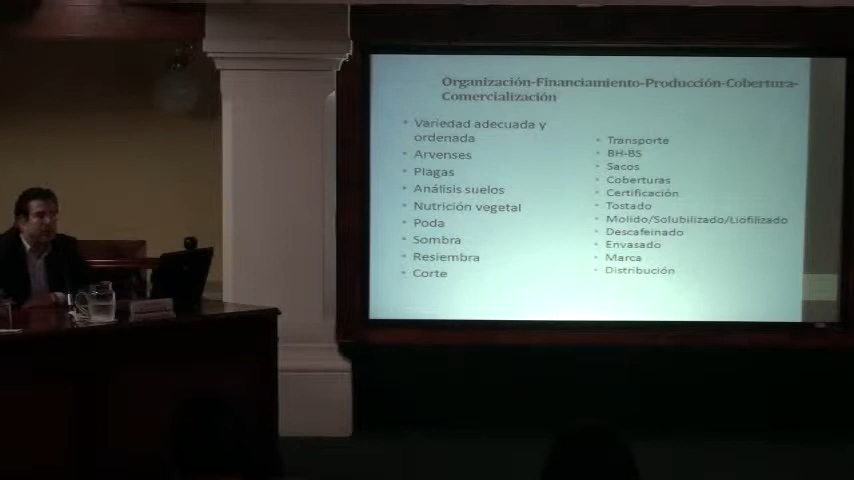 Organización-Financiamiento-Producción-Cobertura-
Comercialización
• Variedad adecuada y
ordenada
• Arvenses
• Plagas
• Análisis suelos
• Nutrición vegetal
• Poda
• Sombra
• Resiembra
• Corte
• Transporte
• BH-BS
• Sacos
• Coberturas
• Certificación
• Tostado
• Molido/Solubilizado/Liofilizado
• Descafeinado
• Envasado
• Marca
• Distribución